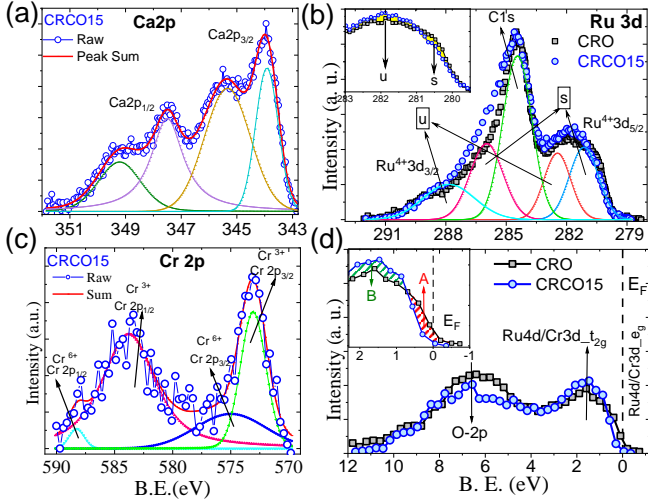 (a)
CRCO15
Ca2p
Raw
Peak Sum
Ca2p3/2
Ca2p1/2
351 349 347 345 343
(b)
Ru 3d
C1s
CRO
CRCO15
u
s
283 282 281 280
u
s
Ru4+3d5/2
Ru4+3d3/2
Intensity (a. u.)
291 288 285 282 279
(c)
Cr 2p
CRCO15
Raw
Sum
Cr 3+
Cr 2p1/2
Cr 3+
Cr 2p3/2
Cr 6+
Cr 2p1/2
Cr 6+
Cr 2p3/2
Intensity (a.u.)
590 585 580 575 570
B.E.(eV)
(d)
CRO
CRCO15
A
B
EF
2 1 0 -1
EF
Ru4d/Cr3d_t2g
Ru4d/Cr3d_eg
O-2p
Intensity (a. u.)
12 10 8 6 4 2 0
B. E. (eV)